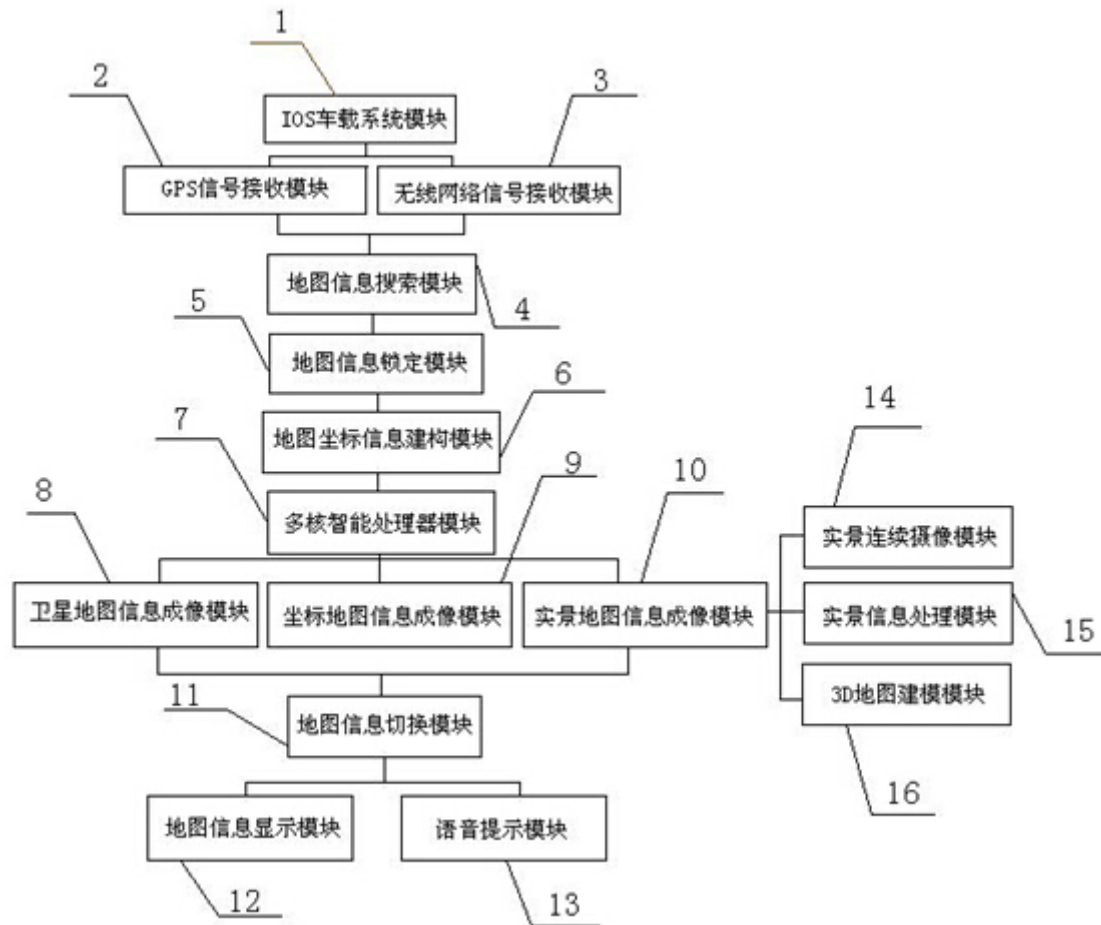 1
2
3
IOS车载系统模块
GPS信号接收模块
无线网络信号接收模块
地图信息搜索模块
4
5
地图信息锁定模块
6
地图坐标信息建构模块
7
14
多核智能处理器模块
8
9
10
实景连续摄像模块
卫星地图信息成像模块
坐标地图信息成像模块
实景地图信息成像模块
实景信息处理模块
15
11
地图信息切换模块
3D地图建模模块
16
地图信息显示模块
语音提示模块
12
13